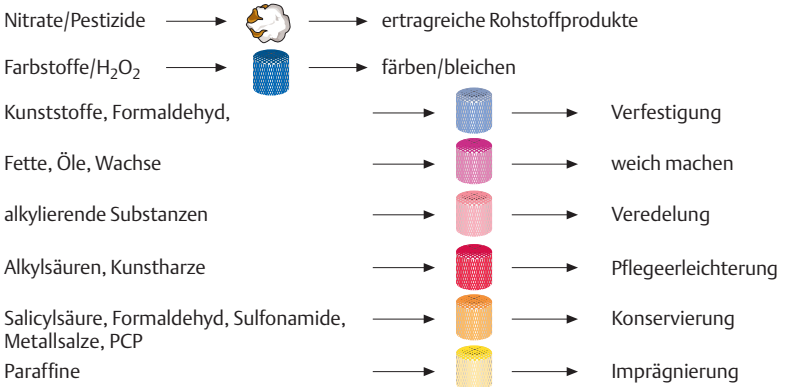 Nitrate/Pestizide ertragreiche Rohstoffprodukte
Farbstoffe/H₂O₂ färben/bleichen
Kunststoffe, Formaldehyd, Verfestigung
Fette, Öle, Wachse weich machen
alkylierende Substanzen Veredelung
Alkylsäuren, Kunstharze Pflegeerleichterung
Salicylsäure, Formaldehyd, Sulfonamide, Konservierung
Metallsalze, PCP
Paraffine Imprägnierung